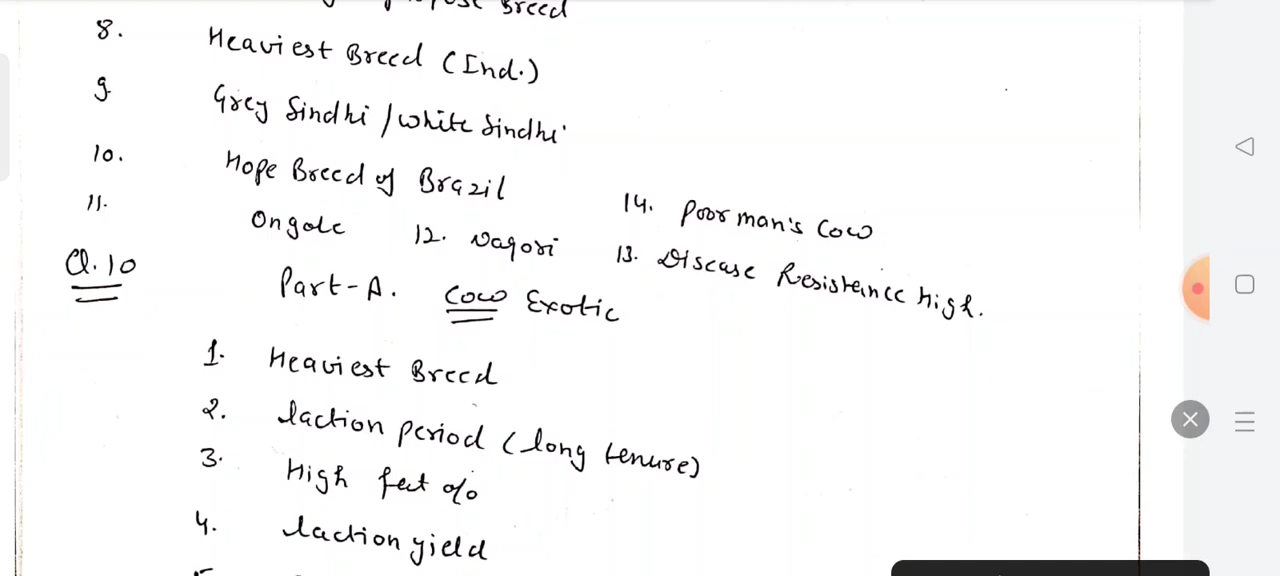 Breed
8. Heaviest Breed (Ind.)
9 Grey Sindhi / white Sindhi
10. Hope Breed of Brazil
11. Ongole 12. Nagori 13. Disease Resistance high.
14. Poor man's Cow
Q.10 Part-A. Cow Exotic
1. Heaviest Breed
2. laction period (long tenure)
3. High fat %
4. laction yield